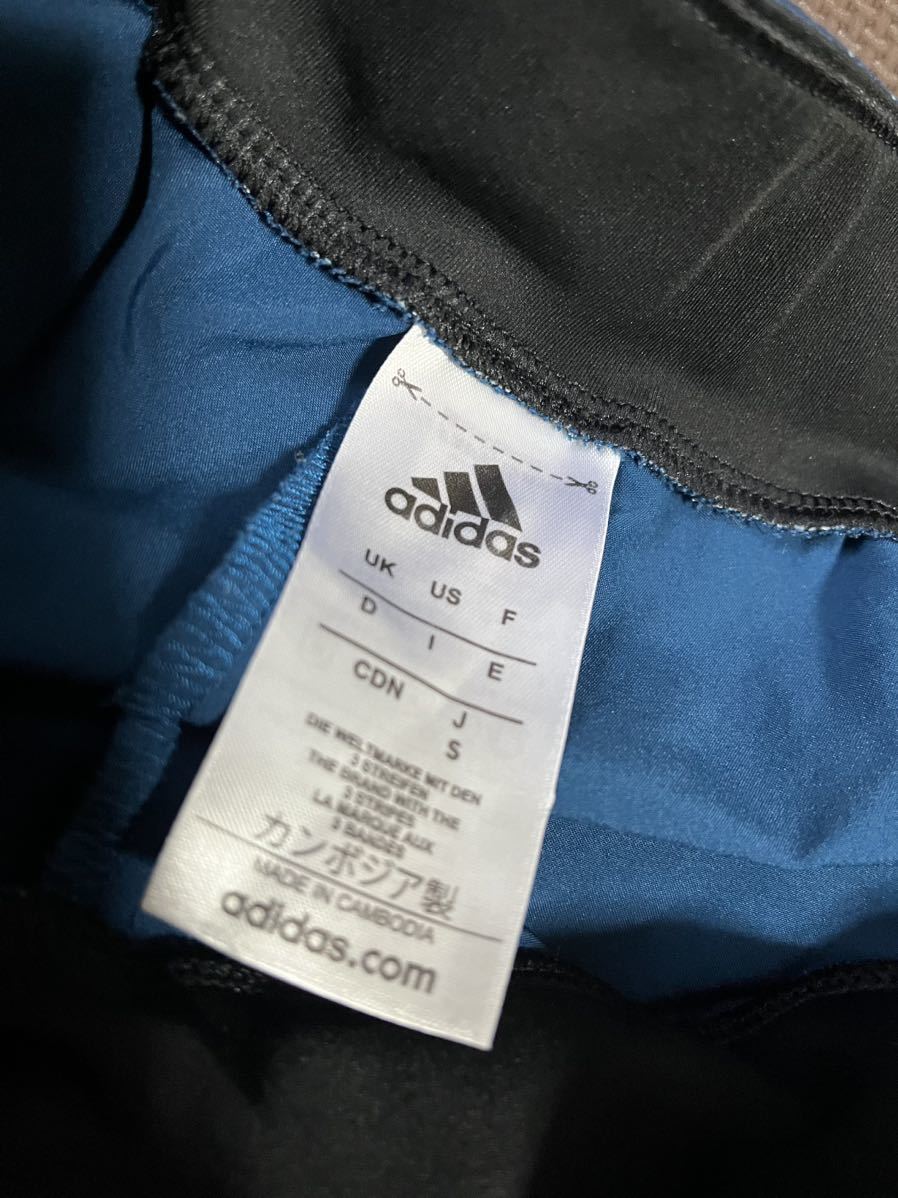 adidas
UK US F
D I E
CDN J
S
DIE WELTMARKE MIT DEN
3 STREIFEN
THE BRAND WITH THE
3 STRIPES
LA MARQUE AUX
3 BANDES
カンボジア製
MADE IN CAMBODIA
adidas.com